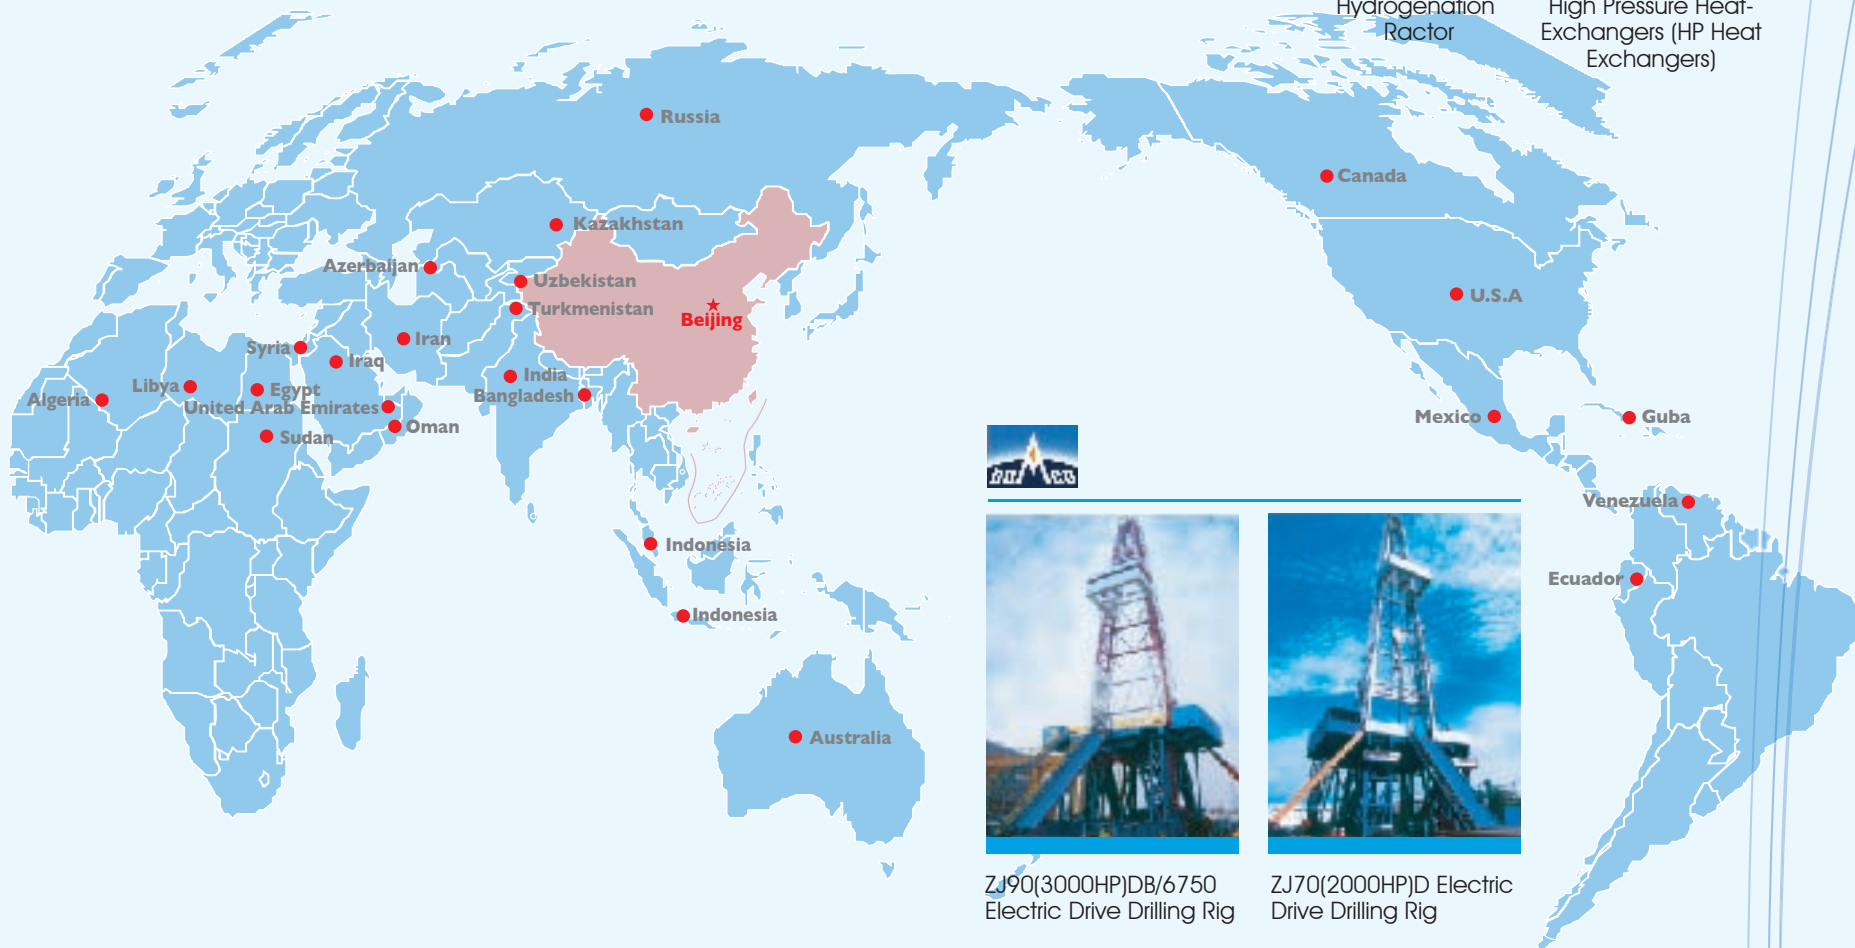 Hydrogenation
Ractor
High Pressure Heat-
Exchangers (HP Heat
Exchangers)
Russia
Canada
Kazakhstan
Azerbaijan
Uzbekistan
Turkmenistan
Beijing
U.S.A
Iran
Syria
Iraq
India
Libya
Egypt
Bangladesh
Algeria
United Arab Emirates
Oman
Sudan
Mexico
Guba
Venezuela
Indonesia
Ecuador
Indonesia
Australia
ZJ90(3000HP)DB/6750
Electric Drive Drilling Rig
ZJ70(2000HP)D Electric
Drive Drilling Rig